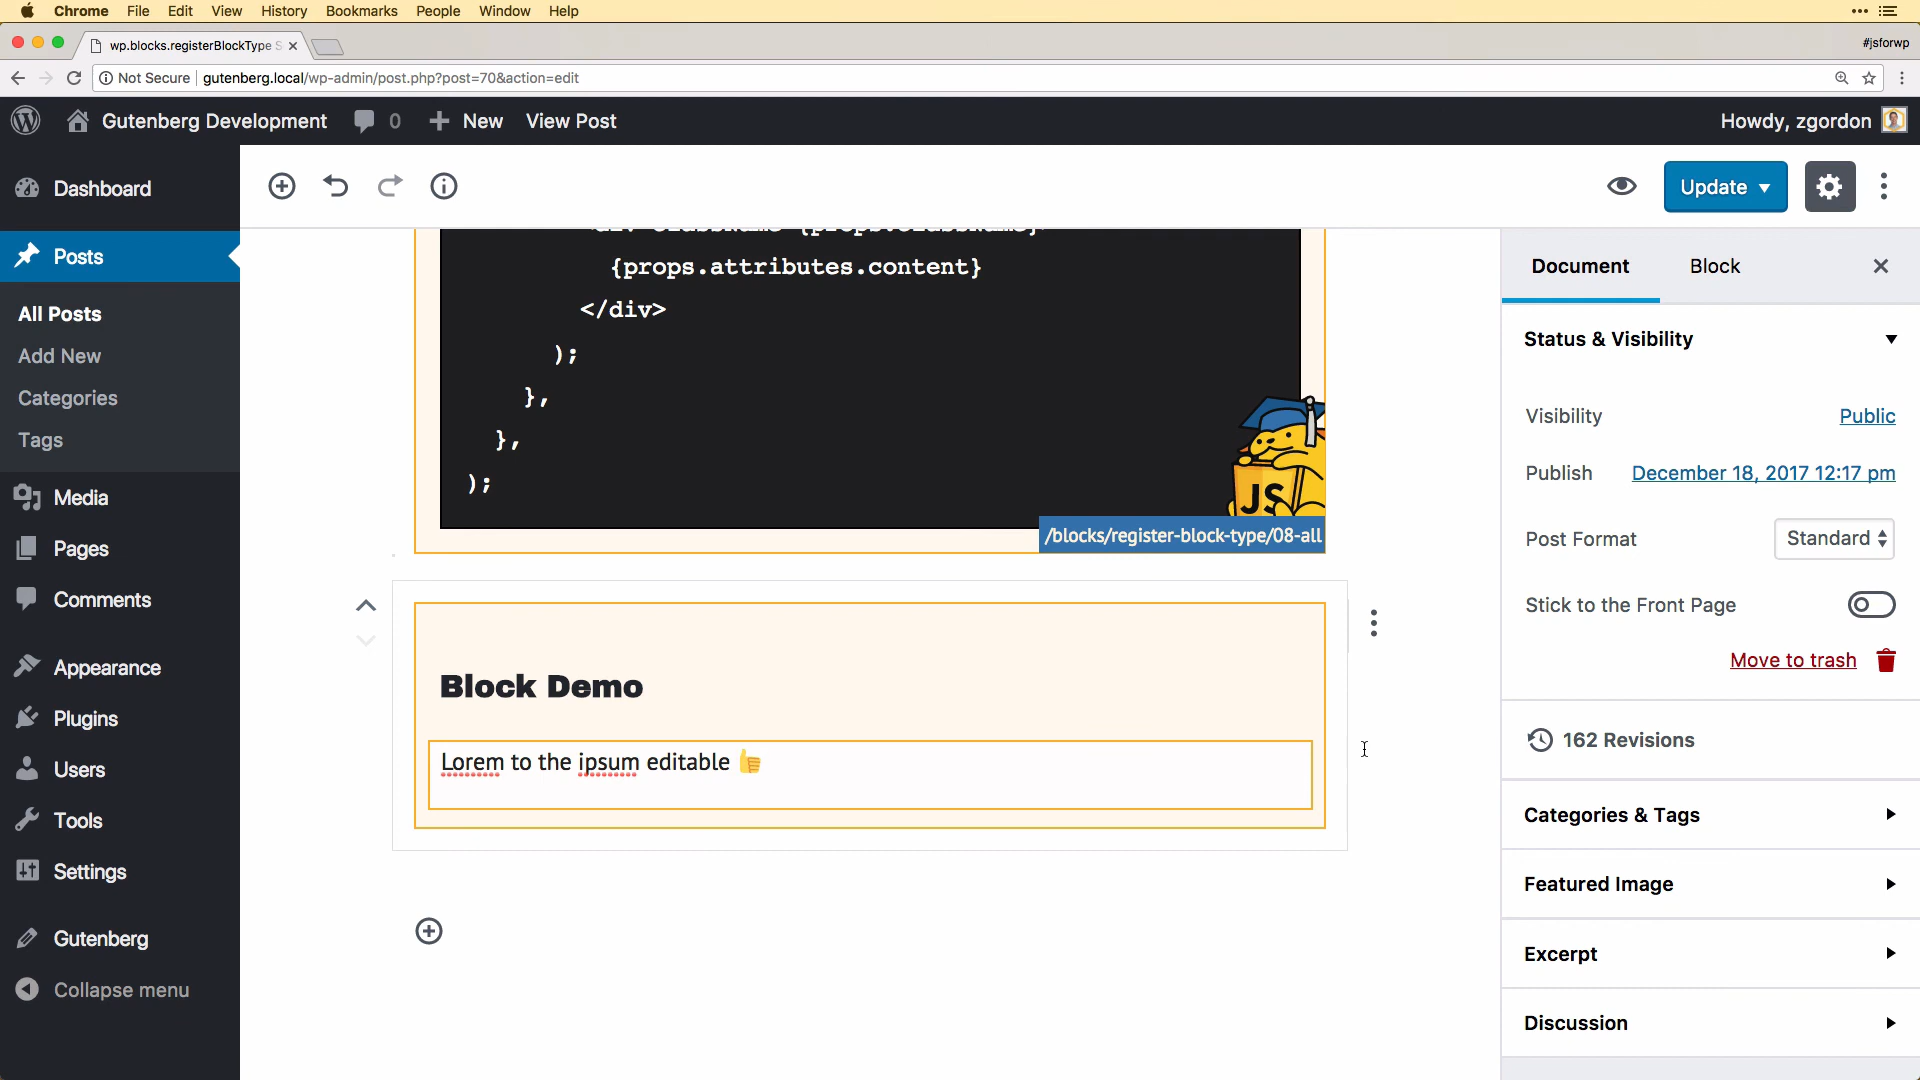 Chrome File Edit View History Bookmarks People Window Help
wp.blocks.registerBlockType
#jsforwp
Not Secure gutenberg.local/wp-admin/post.php?post=70&action=edit
Gutenberg Development 0 New View Post
Howdy, zgordon
Dashboard
Posts
All Posts
Add New
Categories
Tags
Media
Pages
Comments
Appearance
Plugins
Users
Tools
Settings
Gutenberg
Collapse menu
Update
{props.attributes.content}
</div>
);
},
},
);
JS
/blocks/register-block-type/08-all
Block Demo
Lorem to the ipsum editable 👍
Document Block
Status & Visibility
Visibility Public
Publish December 18, 2017 12:17 pm
Post Format Standard
Stick to the Front Page
Move to trash
162 Revisions
Categories & Tags
Featured Image
Excerpt
Discussion